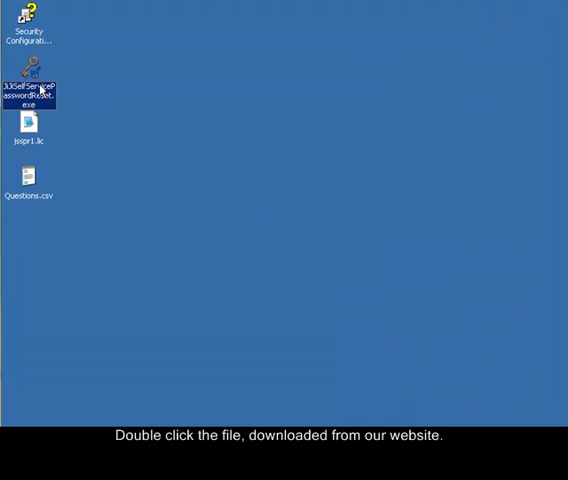 Security
Configurati...
JiJiSelfServiceP
asswordReset.
exe
jsspr1.lic
Questions.csv
Double click the file, downloaded from our website.